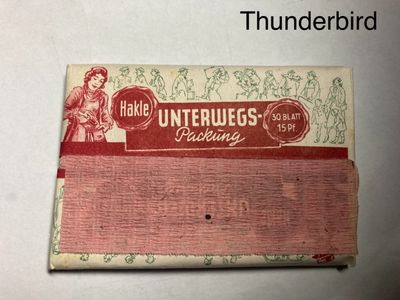 Thunderbird
Hakle
UNTERWEGS-
Packung
30 BLATT
15 Pf.